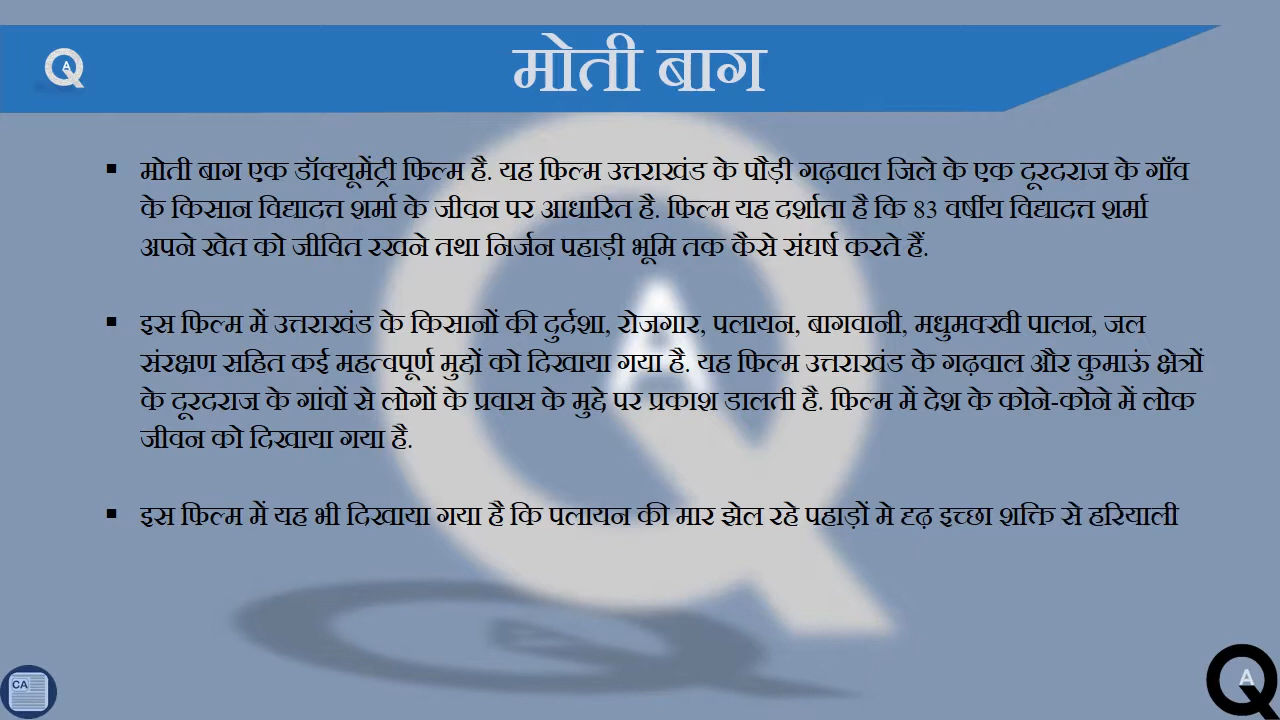 मोती बाग
▪ मोती बाग एक डॉक्यूमेंट्री फिल्म है. यह फिल्म उत्तराखंड के पौड़ी गढ़वाल जिले के एक दूरदराज के गाँव
के किसान विद्यादत्त शर्मा के जीवन पर आधारित है. फिल्म यह दर्शाता है कि 83 वर्षीय विद्यादत्त शर्मा
अपने खेत को जीवित रखने तथा निर्जन पहाड़ी भूमि तक कैसे संघर्ष करते हैं.
▪ इस फिल्म में उत्तराखंड के किसानों की दुर्दशा, रोजगार, पलायन, बागवानी, मधुमक्खी पालन, जल
संरक्षण सहित कई महत्वपूर्ण मुद्दों को दिखाया गया है. यह फिल्म उत्तराखंड के गढ़वाल और कुमाऊं क्षेत्रों
के दूरदराज के गांवों से लोगों के प्रवास के मुद्दे पर प्रकाश डालती है. फिल्म में देश के कोने-कोने में लोक
जीवन को दिखाया गया है.
▪ इस फिल्म में यह भी दिखाया गया है कि पलायन की मार झेल रहे पहाड़ों मे दृढ़ इच्छा शक्ति से हरियाली
CA